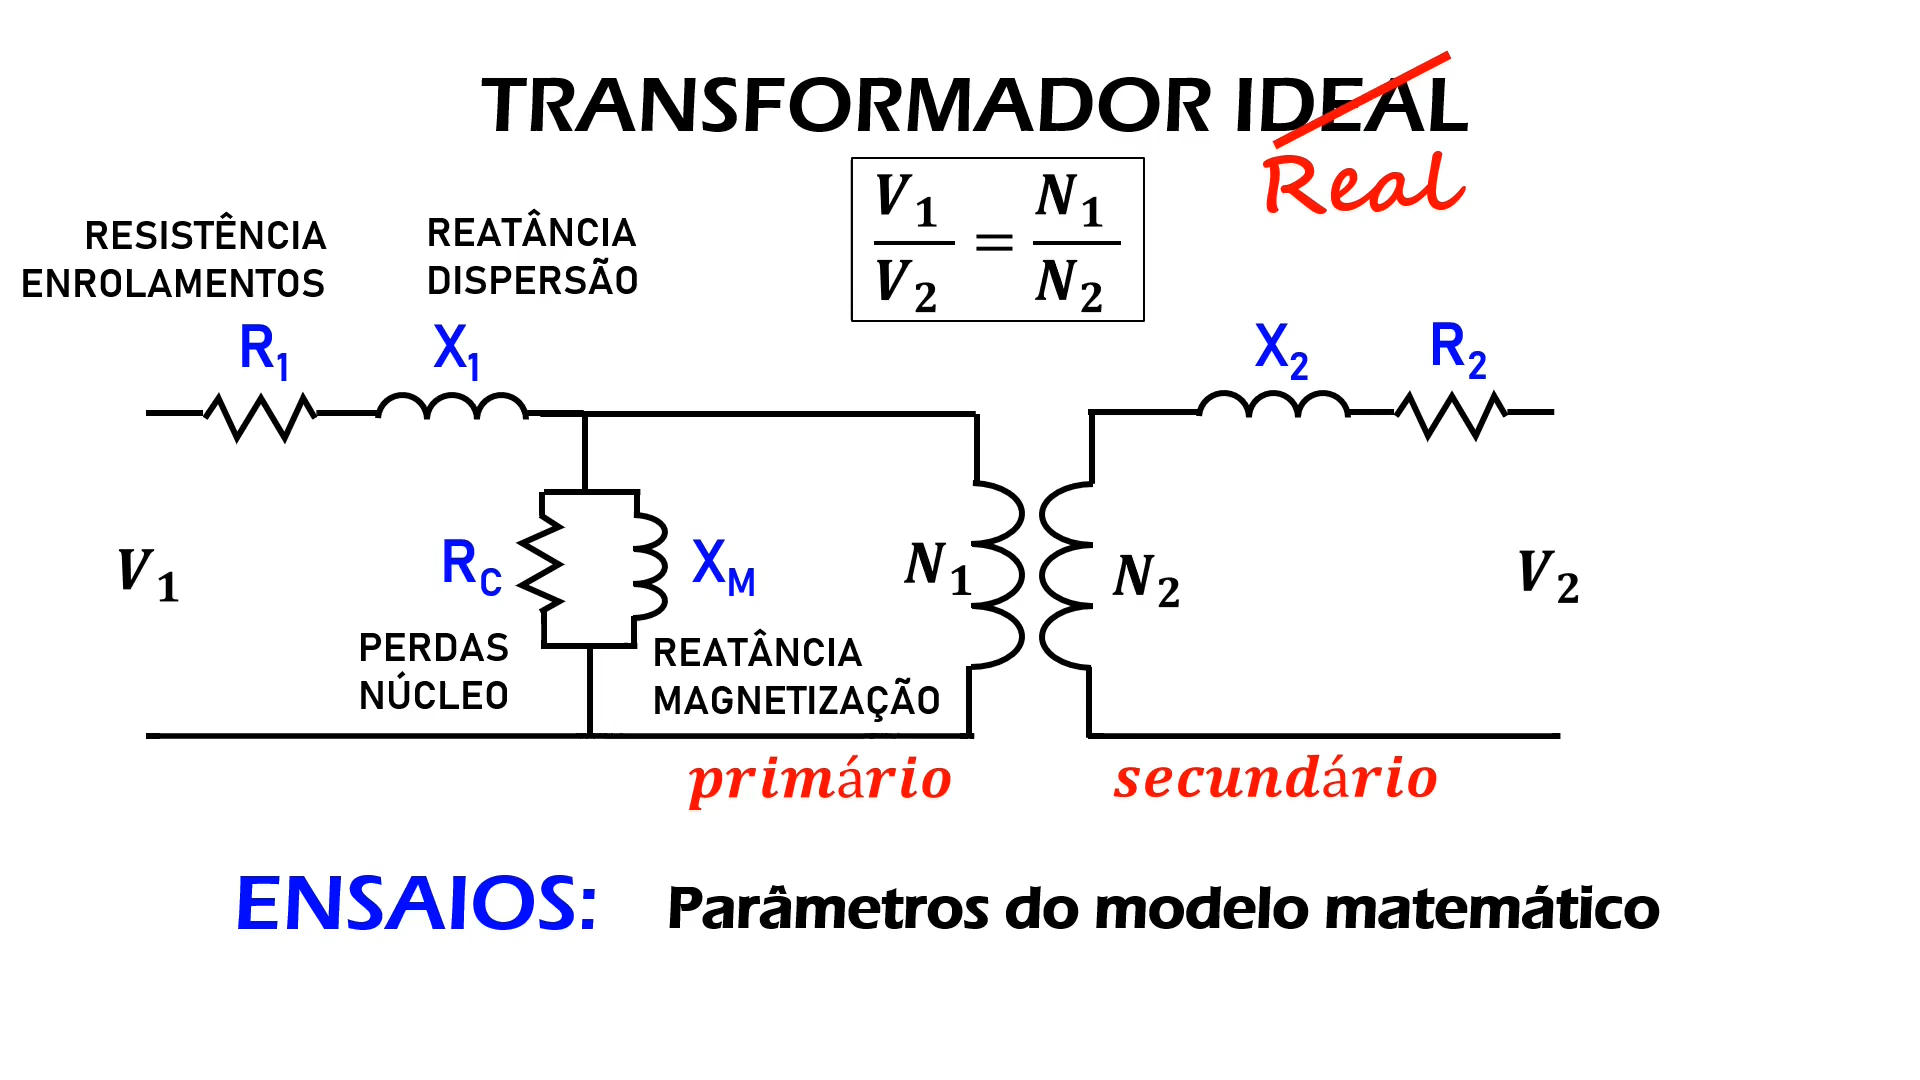 TRANSFORMADOR IDEAL
Real
V1/V2 = N1/N2
RESISTÊNCIA
ENROLAMENTOS
REATÂNCIA
DISPERSÃO
R1
X1
X2
R2
V1
RC
XM
N1
N2
V2
PERDAS
NÚCLEO
REATÂNCIA
MAGNETIZAÇÃO
primário
secundário
ENSAIOS: Parâmetros do modelo matemático